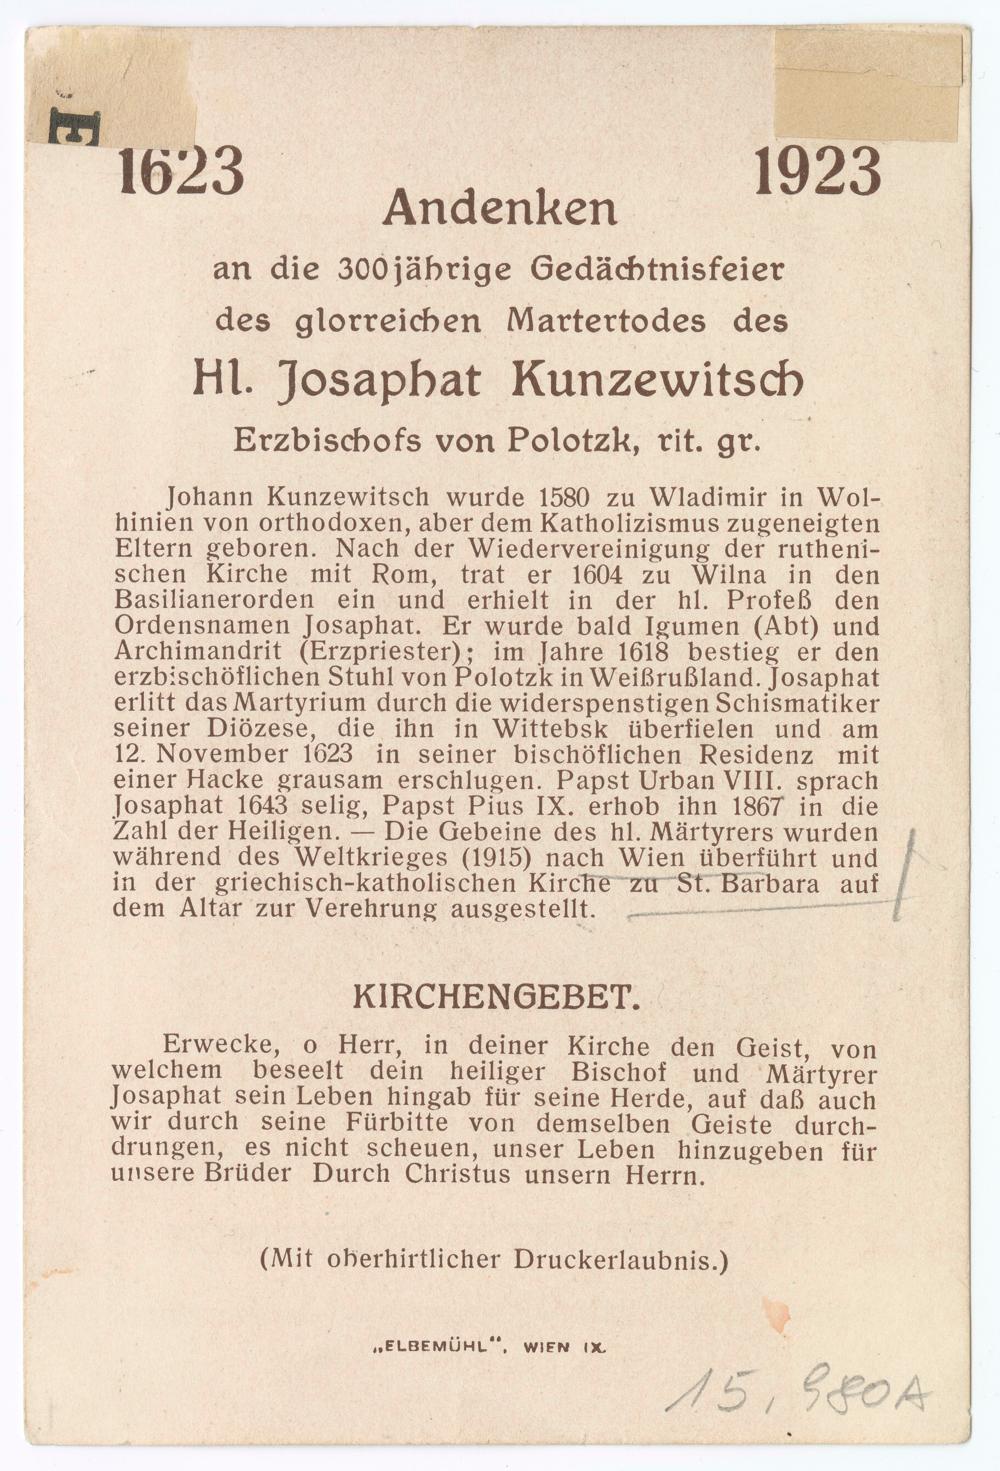 E
1623 1923
Andenken
an die 300jährige Gedächtnisfeier
des glorreichen Martertodes des
Hl. Josaphat Kunzewitsch
Erzbischofs von Polotzk, rit. gr.
Johann Kunzewitsch wurde 1580 zu Wladimir in Wol-
hinien von orthodoxen, aber dem Katholizismus zugeneigten
Eltern geboren. Nach der Wiedervereinigung der rutheni-
schen Kirche mit Rom, trat er 1604 zu Wilna in den
Basilianerorden ein und erhielt in der hl. Profeß den
Ordensnamen Josaphat. Er wurde bald Igumen (Abt) und
Archimandrit (Erzpriester); im Jahre 1618 bestieg er den
erzbischöflichen Stuhl von Polotzk in Weißrußland. Josaphat
erlitt das Martyrium durch die widerspenstigen Schismatiker
seiner Diözese, die ihn in Wittebsk überfielen und am
12. November 1623 in seiner bischöflichen Residenz mit
einer Hacke grausam erschlugen. Papst Urban VIII. sprach
Josaphat 1643 selig, Papst Pius IX. erhob ihn 1867 in die
Zahl der Heiligen. — Die Gebeine des hl. Märtyrers wurden
während des Weltkrieges (1915) nach Wien überführt und
in der griechisch-katholischen Kirche zu St. Barbara auf
dem Altar zur Verehrung ausgestellt.
KIRCHENGEBET.
Erwecke, o Herr, in deiner Kirche den Geist, von
welchem beseelt dein heiliger Bischof und Märtyrer
Josaphat sein Leben hingab für seine Herde, auf daß auch
wir durch seine Fürbitte von demselben Geiste durch-
drungen, es nicht scheuen, unser Leben hinzugeben für
unsere Brüder Durch Christus unsern Herrn.
(Mit oberhirtlicher Druckerlaubnis.)
„ELBEMÜHL“, WIEN IX.
15,980A